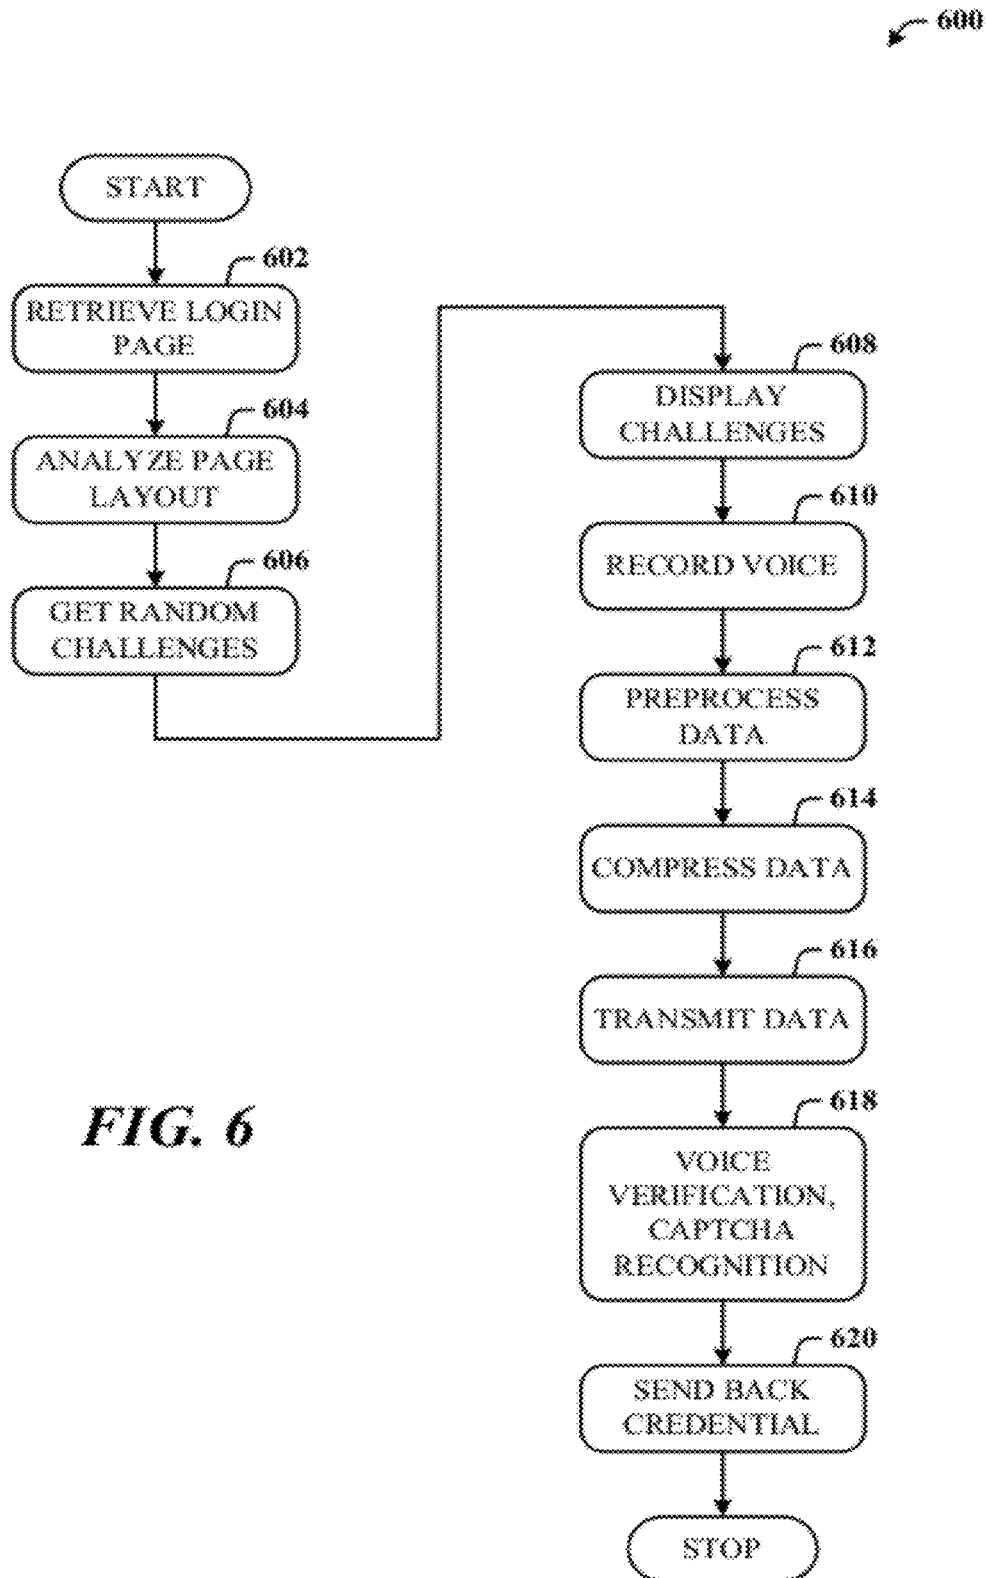 600
START
602
RETRIEVE LOGIN
PAGE
604
ANALYZE PAGE
LAYOUT
606
GET RANDOM
CHALLENGES
608
DISPLAY
CHALLENGES
610
RECORD VOICE
612
PREPROCESS
DATA
614
COMPRESS DATA
616
TRANSMIT DATA
618
VOICE
VERIFICATION,
CAPTCHA
RECOGNITION
620
SEND BACK
CREDENTIAL
STOP
FIG. 6